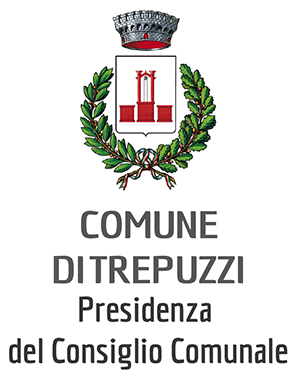 COMUNE
DI TREPUZZI
Presidenza
del Consiglio Comunale